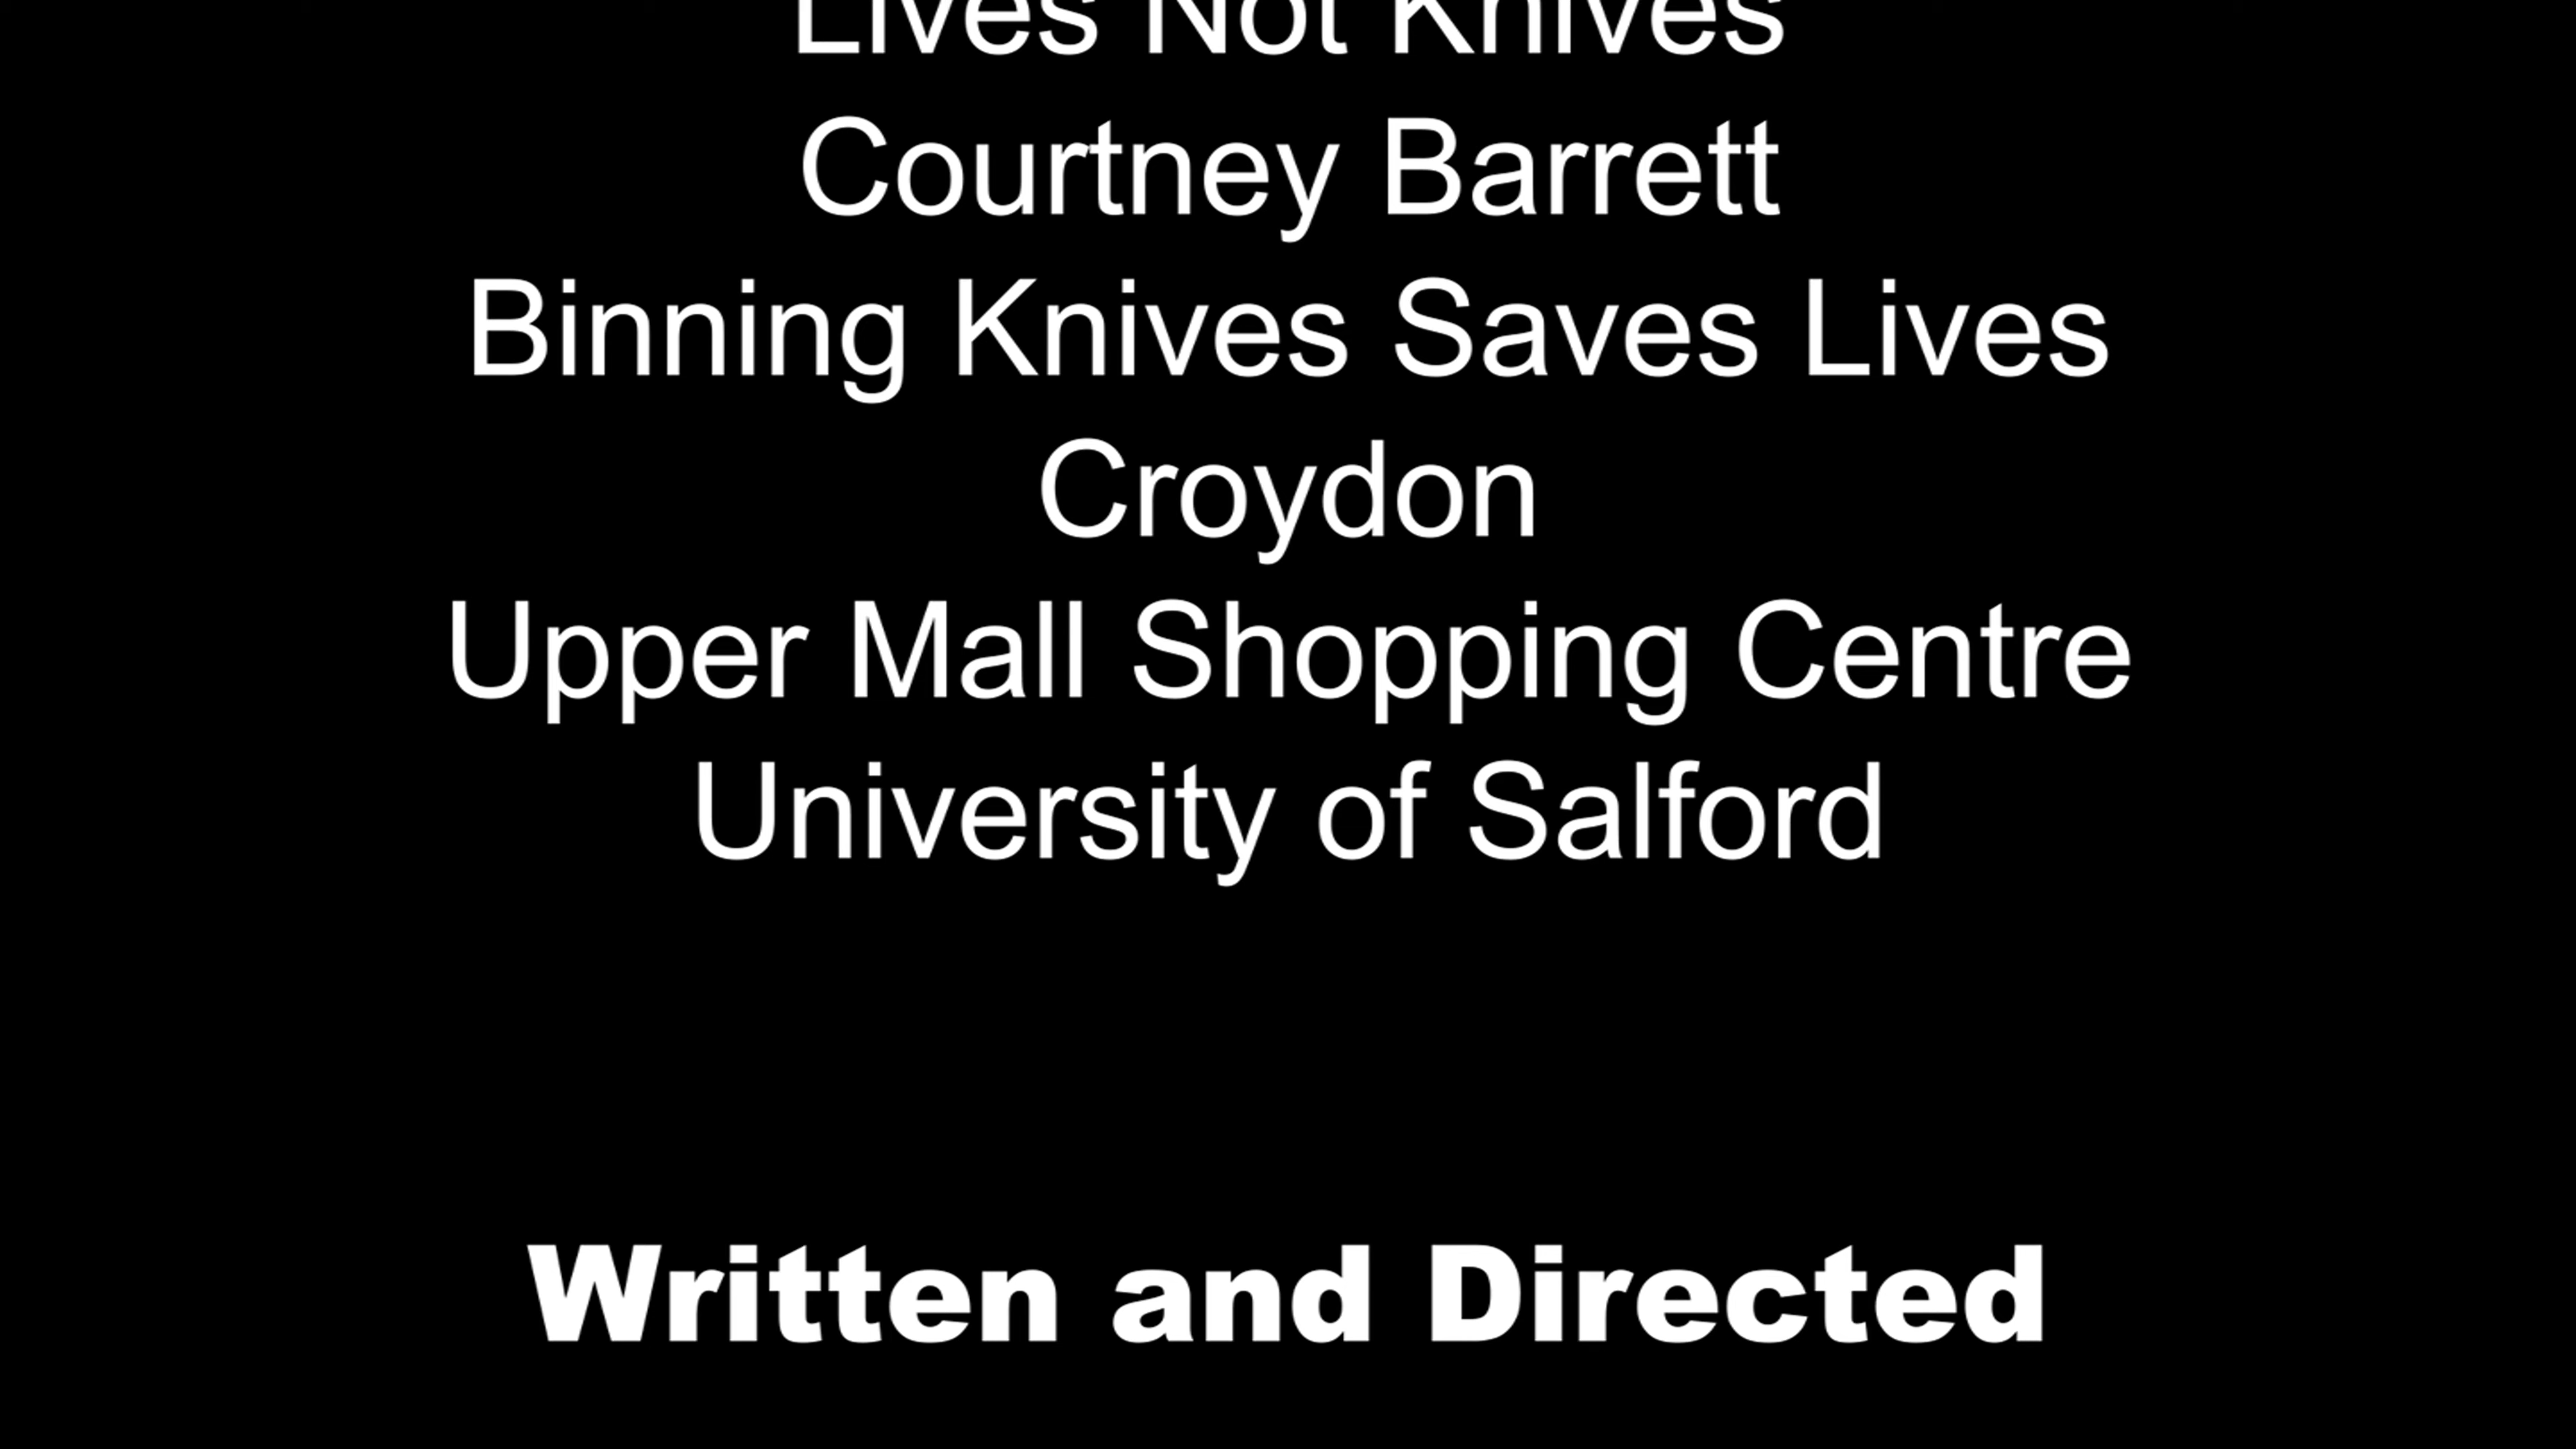 Lives Not Knives
Courtney Barrett
Binning Knives Saves Lives
Croydon
Upper Mall Shopping Centre
University of Salford
Written and Directed